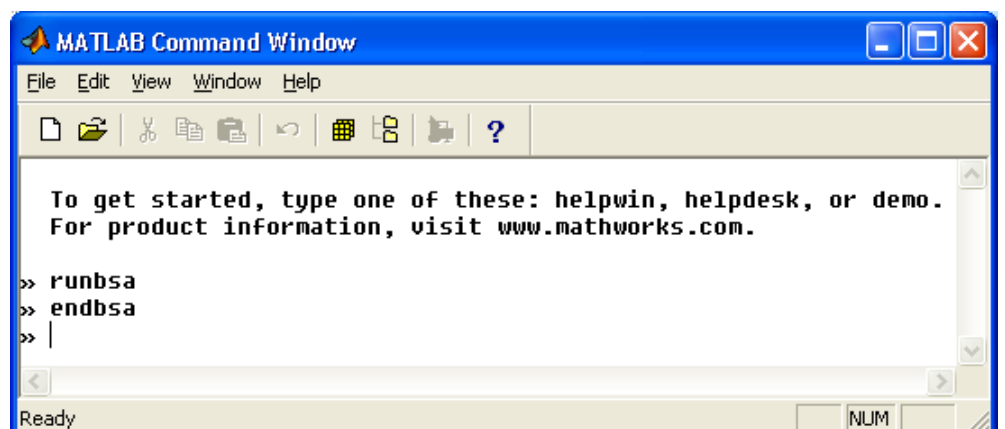 MATLAB Command Window
File Edit View Window Help
?
To get started, type one of these: helpwin, helpdesk, or demo.
For product information, visit www.mathworks.com.
» runbsa
» endbsa
»
Ready NUM